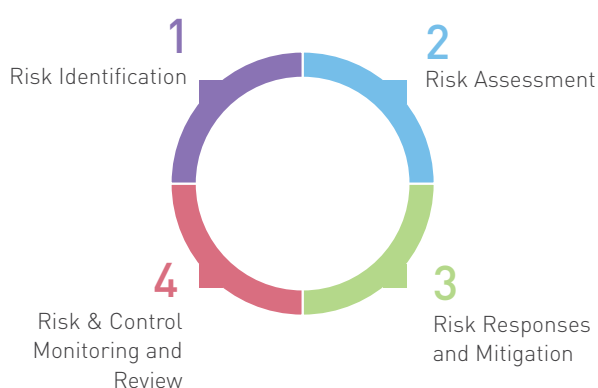 1
Risk Identification
2
Risk Assessment
3
Risk Responses
and Mitigation
4
Risk & Control
Monitoring and
Review